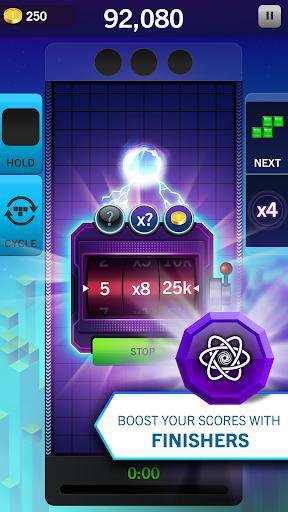 250
92,080
HOLD
NEXT
CYCLE
x4
?
x?
5
x8
25k
STOP
BOOST YOUR SCORES WITH
FINISHERS
0:00